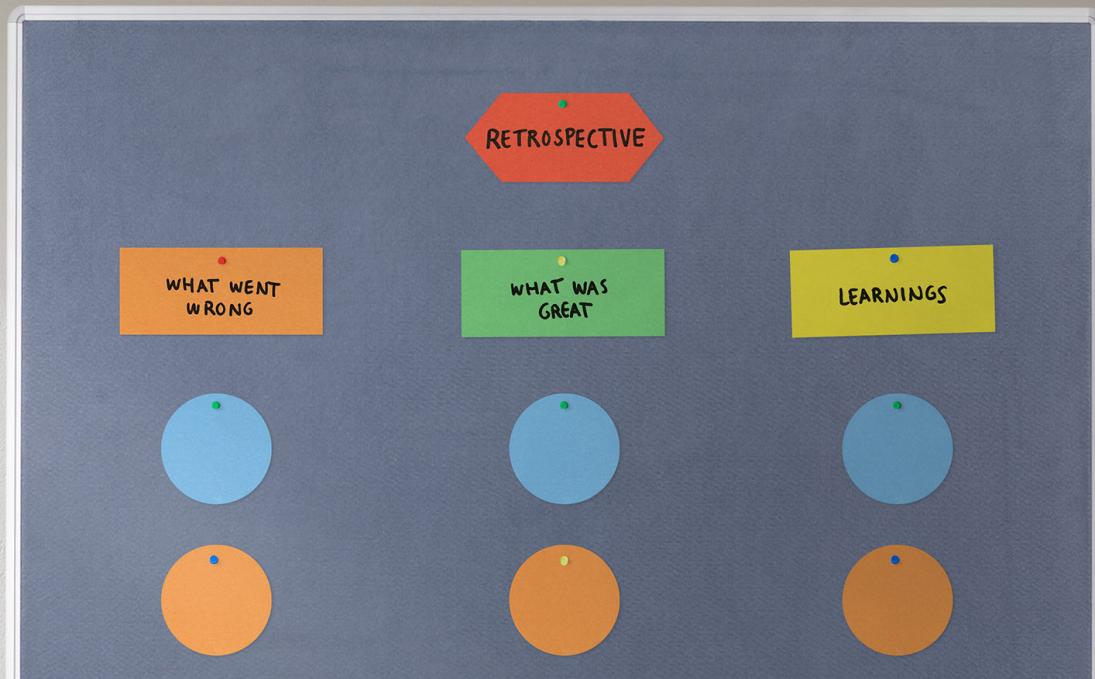 RETROSPECTIVE
WHAT WENT
WRONG
WHAT WAS
GREAT
LEARNINGS